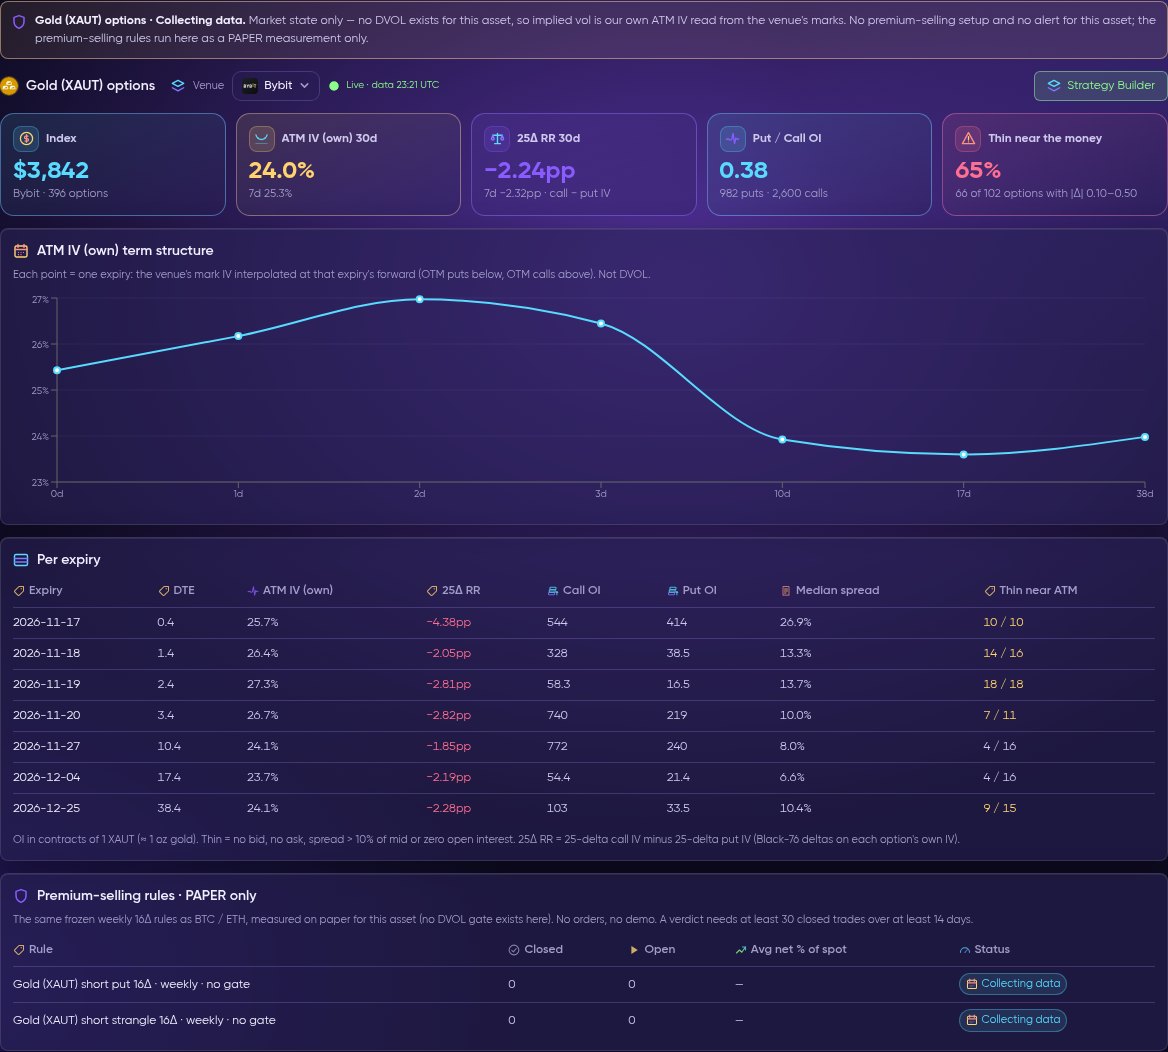 Gold (XAUT) options · Collecting data. Market state only — no DVOL exists for this asset, so implied vol is our own ATM IV read from the venue's marks. No premium-selling setup and no alert for this asset; the
premium-selling rules run here as a PAPER measurement only.
Gold (XAUT) options Venue Bybit Live · data 23:21 UTC Strategy Builder
Index
$3,842
Bybit · 396 options
ATM IV (own) 30d
24.0%
7d 25.3%
25Δ RR 30d
−2.24pp
7d −2.32pp · call − put IV
Put / Call OI
0.38
982 puts · 2,600 calls
Thin near the money
65%
66 of 102 options with |Δ| 0.10–0.50
ATM IV (own) term structure
Each point = one expiry: the venue's mark IV interpolated at that expiry's forward (OTM puts below, OTM calls above). Not DVOL.
27%
26%
25%
24%
23%
0d 1d 2d 3d 10d 17d 38d
Per expiry
Expiry DTE ATM IV (own) 25Δ RR Call OI Put OI Median spread Thin near ATM
2026-11-17 0.4 25.7% −4.38pp 544 414 26.9% 10 / 10
2026-11-18 1.4 26.4% −2.05pp 328 38.5 13.3% 14 / 16
2026-11-19 2.4 27.3% −2.81pp 58.3 16.5 13.7% 18 / 18
2026-11-20 3.4 26.7% −2.82pp 740 219 10.0% 7 / 11
2026-11-27 10.4 24.1% −1.85pp 772 240 8.0% 4 / 16
2026-12-04 17.4 23.7% −2.19pp 54.4 21.4 6.6% 4 / 16
2026-12-25 38.4 24.1% −2.28pp 103 33.5 10.4% 9 / 15
OI in contracts of 1 XAUT (≈ 1 oz gold). Thin = no bid, no ask, spread > 10% of mid or zero open interest. 25Δ RR = 25-delta call IV minus 25-delta put IV (Black-76 deltas on each option's own IV).
Premium-selling rules · PAPER only
The same frozen weekly 16Δ rules as BTC / ETH, measured on paper for this asset (no DVOL gate exists here). No orders, no demo. A verdict needs at least 30 closed trades over at least 14 days.
Rule Closed Open Avg net % of spot Status
Gold (XAUT) short put 16Δ · weekly · no gate 0 0 — Collecting data
Gold (XAUT) short strangle 16Δ · weekly · no gate 0 0 — Collecting data